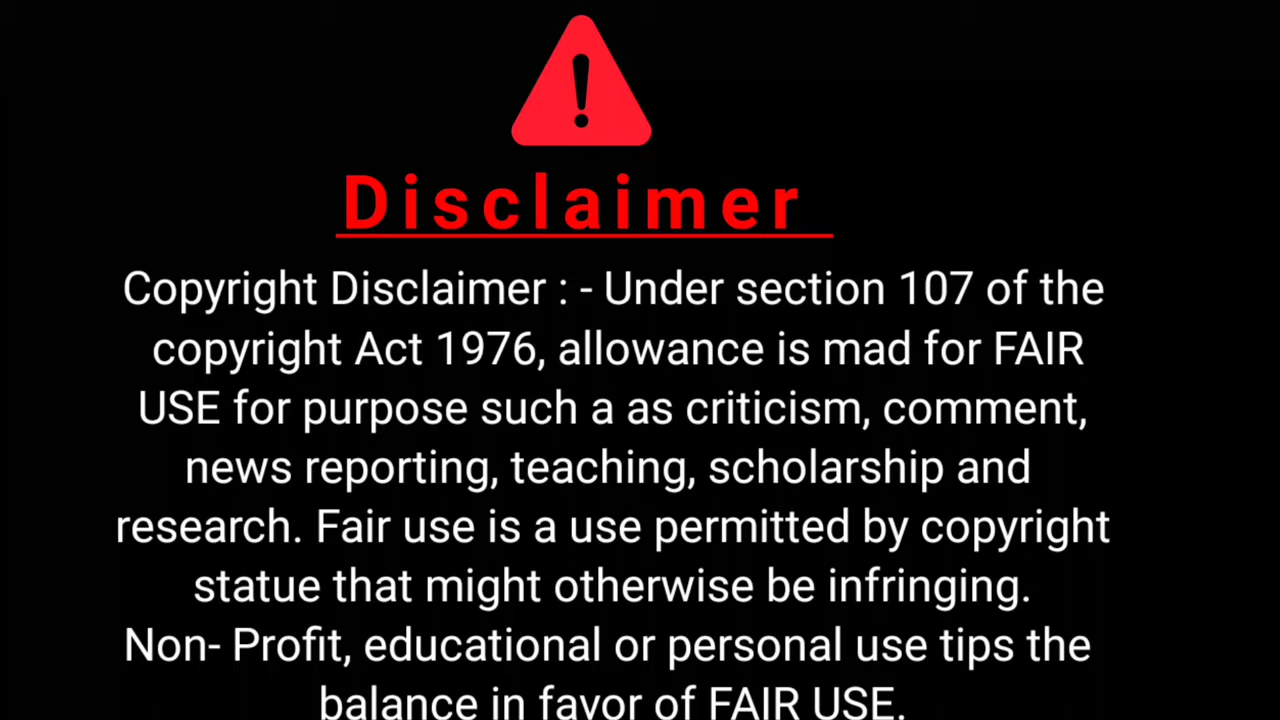 Disclaimer
Copyright Disclaimer : - Under section 107 of the
copyright Act 1976, allowance is mad for FAIR
USE for purpose such a as criticism, comment,
news reporting, teaching, scholarship and
research. Fair use is a use permitted by copyright
statue that might otherwise be infringing.
Non- Profit, educational or personal use tips the
balance in favor of FAIR USE.